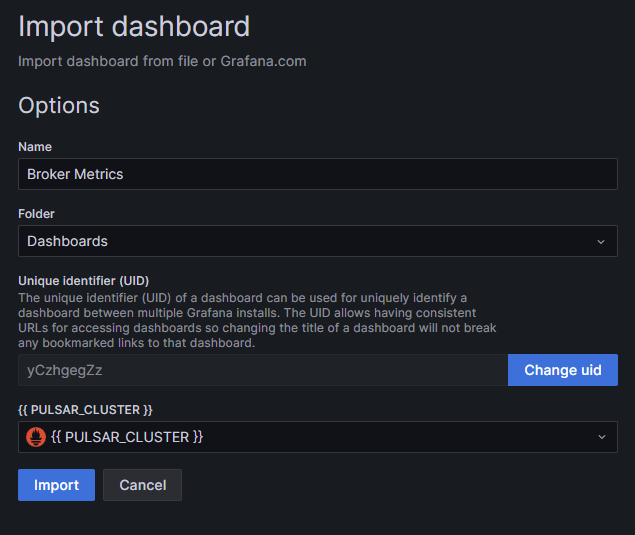 Import dashboard
Import dashboard from file or Grafana.com
Options
Name
Broker Metrics
Folder
Dashboards
Unique identifier (UID)
The unique identifier (UID) of a dashboard can be used for uniquely identify a
dashboard between multiple Grafana installs. The UID allows having consistent
URLs for accessing dashboards so changing the title of a dashboard will not break
any bookmarked links to that dashboard.
yCzhgegZz
Change uid
{{ PULSAR_CLUSTER }}
{{ PULSAR_CLUSTER }}
Import
Cancel